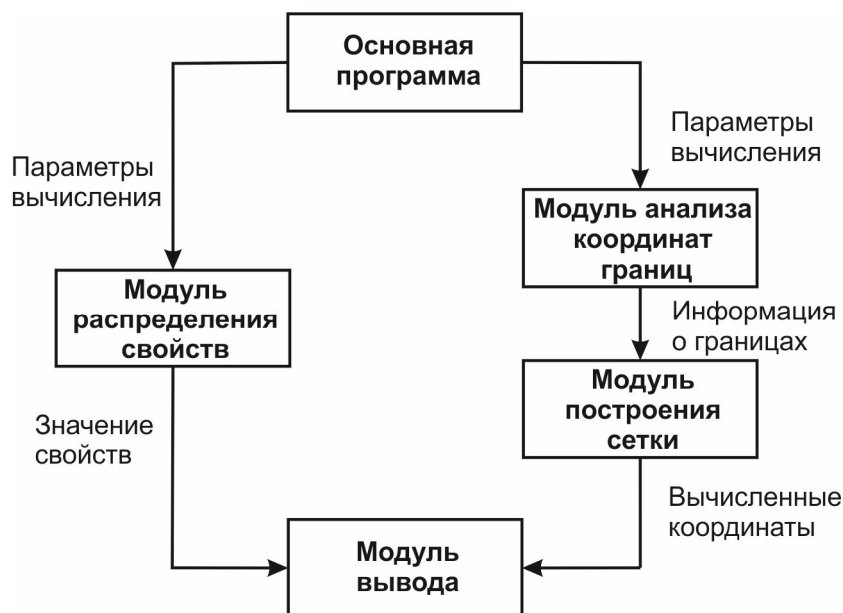 Основная
программа
Параметры
вычисления
Параметры
вычисления
Модуль анализа
координат
границ
Модуль
распределения
свойств
Информация
о границах
Модуль
построения
сетки
Значение
свойств
Вычисленные
координаты
Модуль
вывода